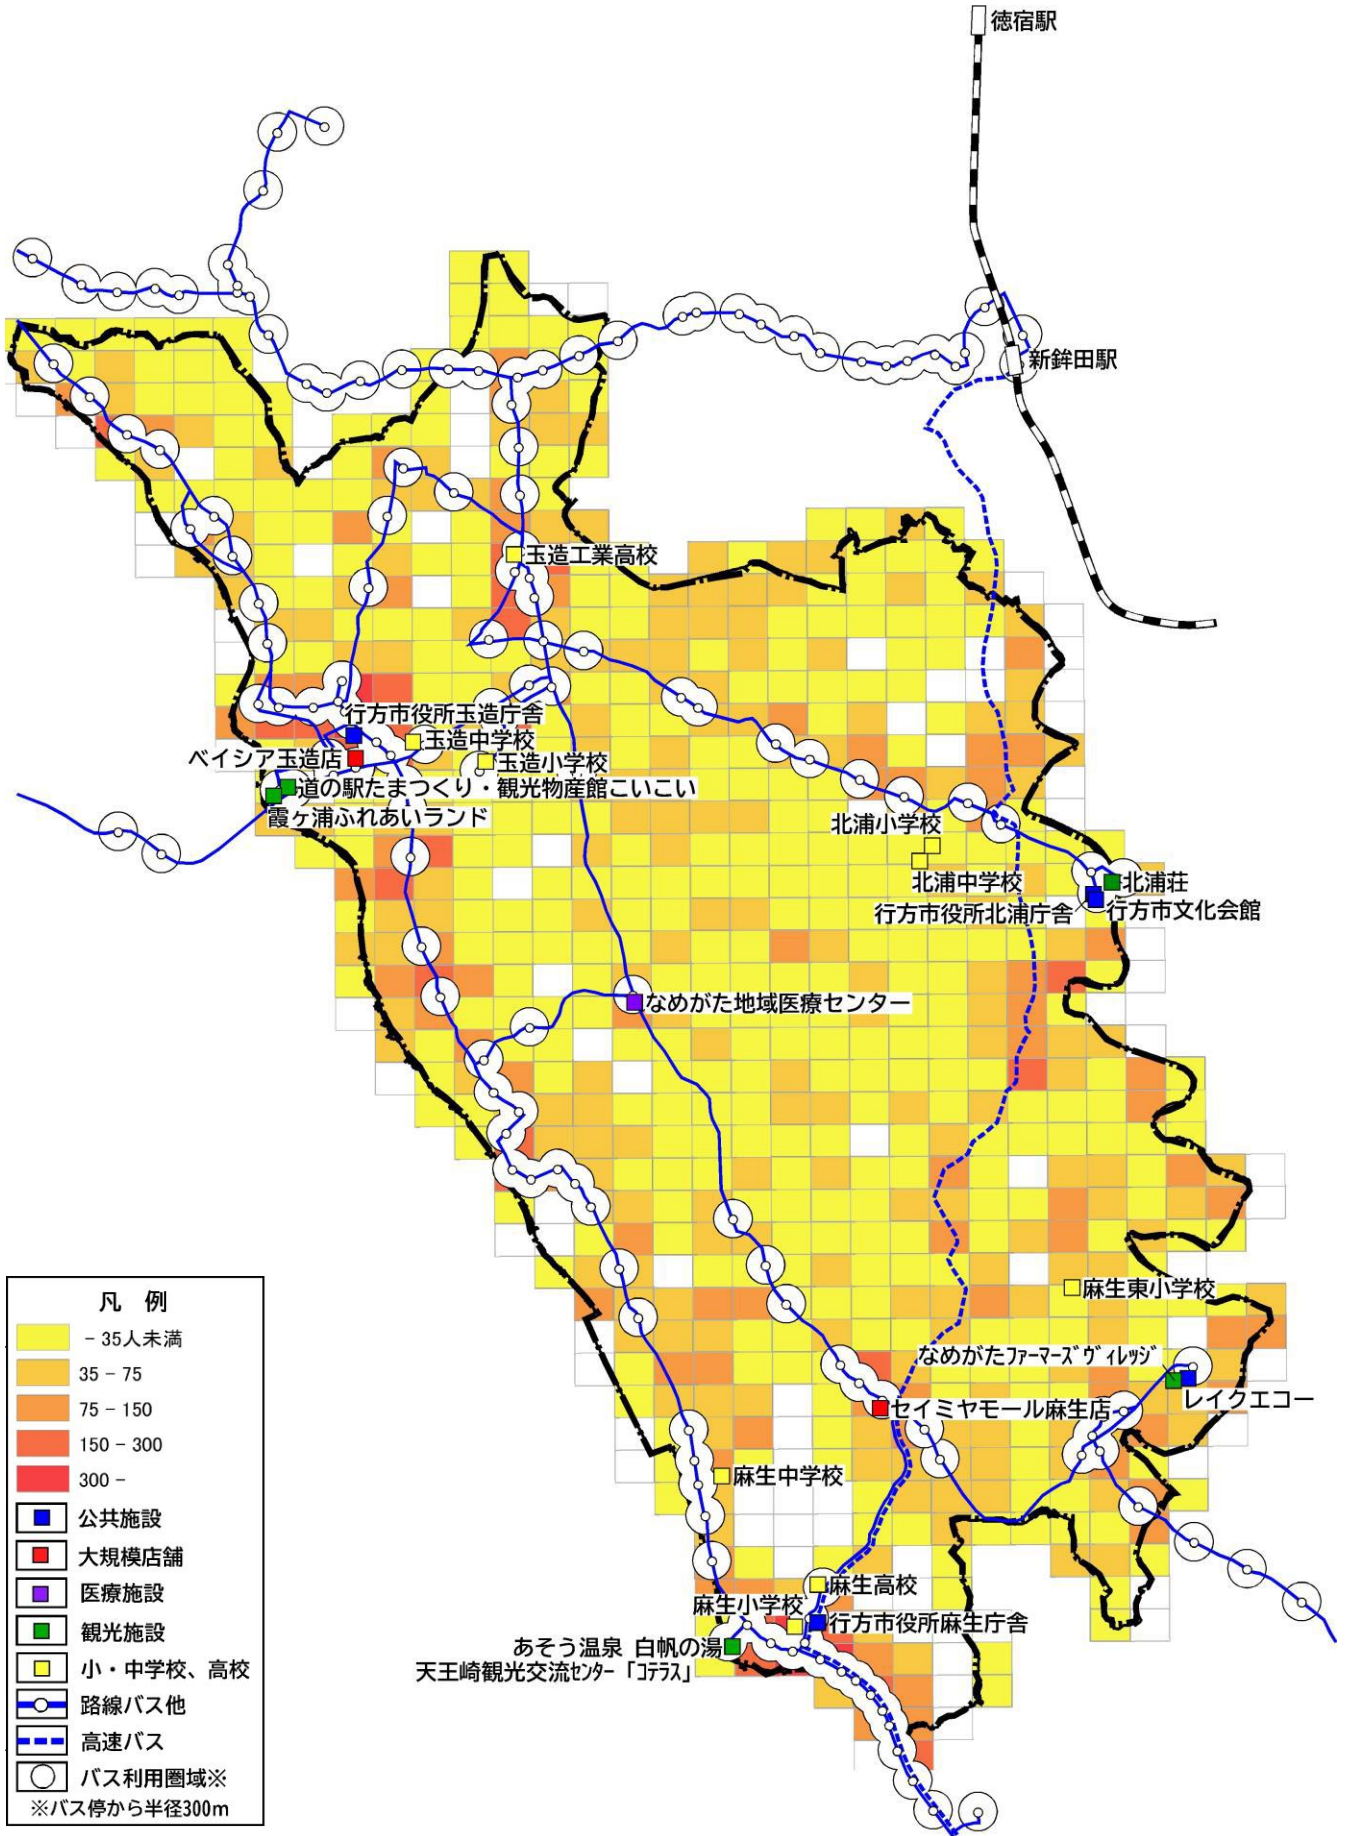 徳宿駅
新鉾田駅
玉造工業高校
行方市役所玉造庁舎
玉造中学校
ベイシア玉造店
玉造小学校
道の駅たまつくり・観光物産館こいこい
霞ヶ浦ふれあいランド
北浦小学校
北浦中学校
北浦荘
行方市役所北浦庁舎
行方市文化会館
なめがた地域医療センター
麻生東小学校
なめがたﾌｧｰﾏｰｽﾞｳﾞｨﾚｯｼﾞ
レイクエコー
セイミヤモール麻生店
麻生中学校
麻生高校
麻生小学校
行方市役所麻生庁舎
あそう温泉 白帆の湯
天王崎観光交流ｾﾝﾀｰ「ｺﾃﾗｽ」
凡 例
- 35人未満
35 - 75
75 - 150
150 - 300
300 -
公共施設
大規模店舗
医療施設
観光施設
小・中学校、高校
路線バス他
高速バス
バス利用圏域※
※バス停から半径300m